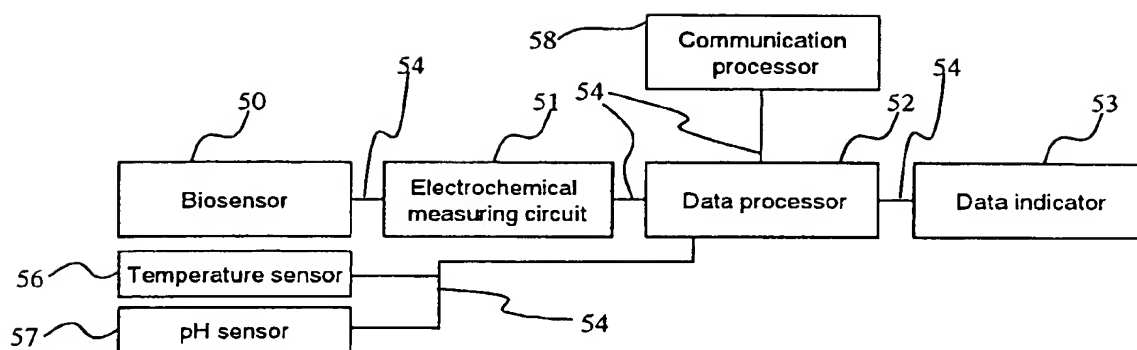 58
Communication
processor
54
50
54
51
52
54
53
Biosensor
Electrochemical
measuring circuit
Data processor
Data indicator
56
Temperature sensor
57
pH sensor
54